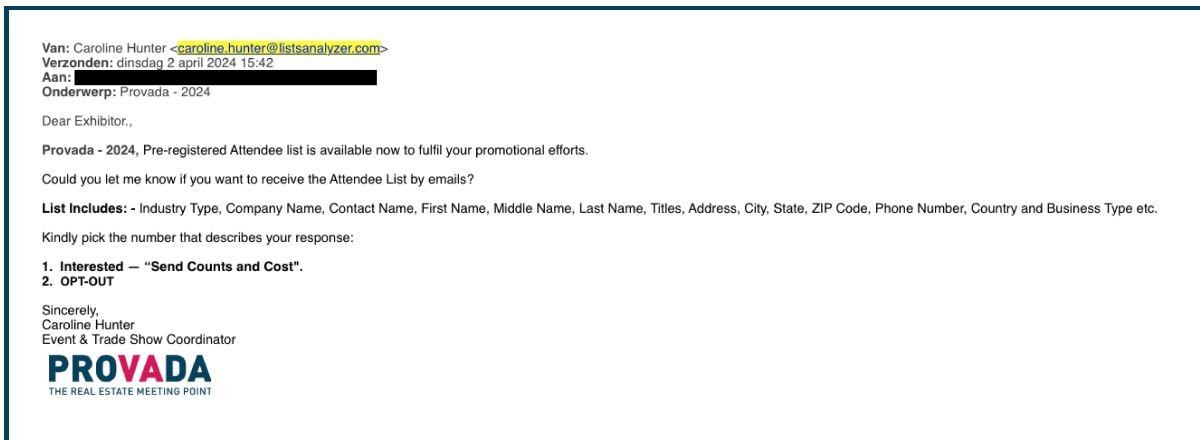 Van: Caroline Hunter <caroline.hunter@listsanalyzer.com>
Verzonden: dinsdag 2 april 2024 15:42
Aan:
Onderwerp: Provada - 2024
Dear Exhibitor.,
Provada - 2024, Pre-registered Attendee list is available now to fulfil your promotional efforts.
Could you let me know if you want to receive the Attendee List by emails?
List Includes: - Industry Type, Company Name, Contact Name, First Name, Middle Name, Last Name, Titles, Address, City, State, ZIP Code, Phone Number, Country and Business Type etc.
Kindly pick the number that describes your response:
1. Interested — “Send Counts and Cost".
2. OPT-OUT
Sincerely,
Caroline Hunter
Event & Trade Show Coordinator
PROVADA
THE REAL ESTATE MEETING POINT